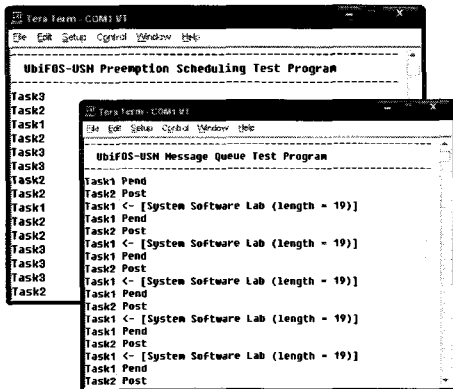 Tera Term - COM1 VT
File Edit Setup Control Window Help
UbiFOS-USN Preemption Scheduling Test Program
Task3
Task2
Task1
Task2
Task3
Task3
Task2
Task2
Task1
Task2
Task2
Task3
Task3
Task2
Tera Term - COM1 VT
File Edit Setup Control Window Help
UbiFOS-USN Message Queue Test Program
Task1 Pend
Task2 Post
Task1 <- [System Software Lab (length = 19)]
Task1 Pend
Task2 Post
Task1 <- [System Software Lab (length = 19)]
Task1 Pend
Task2 Post
Task1 <- [System Software Lab (length = 19)]
Task1 Pend
Task2 Post
Task1 <- [System Software Lab (length = 19)]
Task1 Pend
Task2 Post
Task1 <- [System Software Lab (length = 19)]
Task1 Pend
Task2 Post